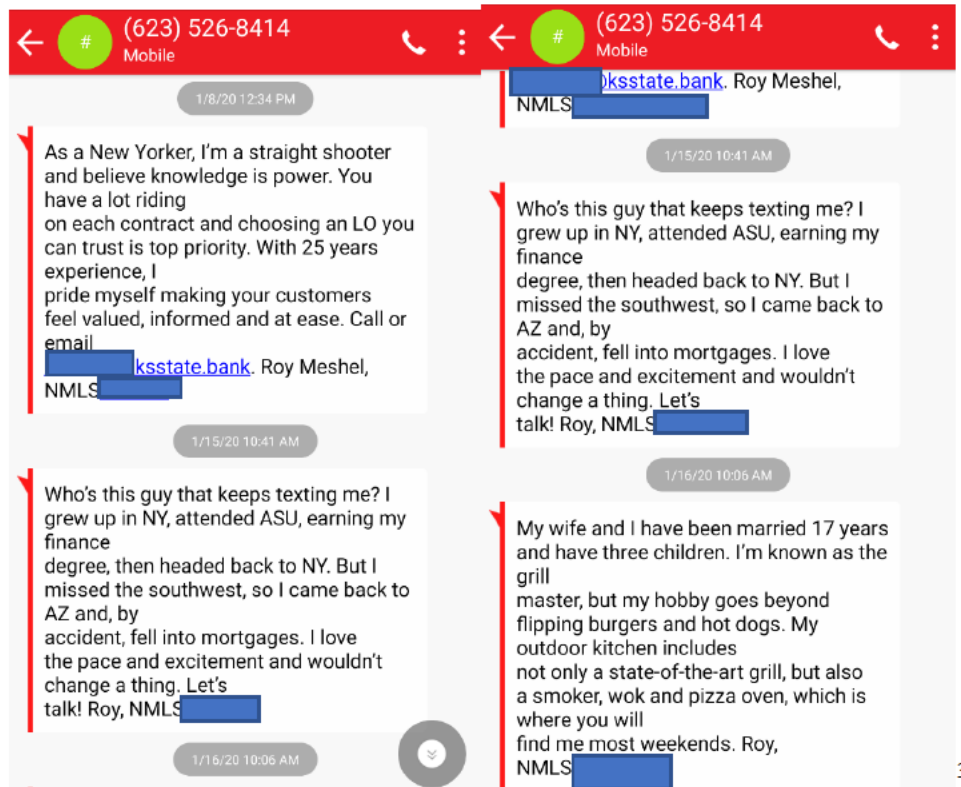 (623) 526-8414
Mobile
1/8/20 12:34 PM
As a New Yorker, I'm a straight shooter
and believe knowledge is power. You
have a lot riding
on each contract and choosing an LO you
can trust is top priority. With 25 years
experience, I
pride myself making your customers
feel valued, informed and at ease. Call or
email
ksstate.bank. Roy Meshel,
NMLS
1/15/20 10:41 AM
Who's this guy that keeps texting me? I
grew up in NY, attended ASU, earning my
finance
degree, then headed back to NY. But I
missed the southwest, so I came back to
AZ and, by
accident, fell into mortgages. I love
the pace and excitement and wouldn't
change a thing. Let's
talk! Roy, NMLS
1/16/20 10:06 AM
(623) 526-8414
Mobile
ksstate.bank. Roy Meshel,
NMLS
1/15/20 10:41 AM
Who's this guy that keeps texting me? I
grew up in NY, attended ASU, earning my
finance
degree, then headed back to NY. But I
missed the southwest, so I came back to
AZ and, by
accident, fell into mortgages. I love
the pace and excitement and wouldn't
change a thing. Let's
talk! Roy, NMLS
1/16/20 10:06 AM
My wife and I have been married 17 years
and have three children. I'm known as the
grill
master, but my hobby goes beyond
flipping burgers and hot dogs. My
outdoor kitchen includes
not only a state-of-the-art grill, but also
a smoker, wok and pizza oven, which is
where you will
find me most weekends. Roy,
NMLS